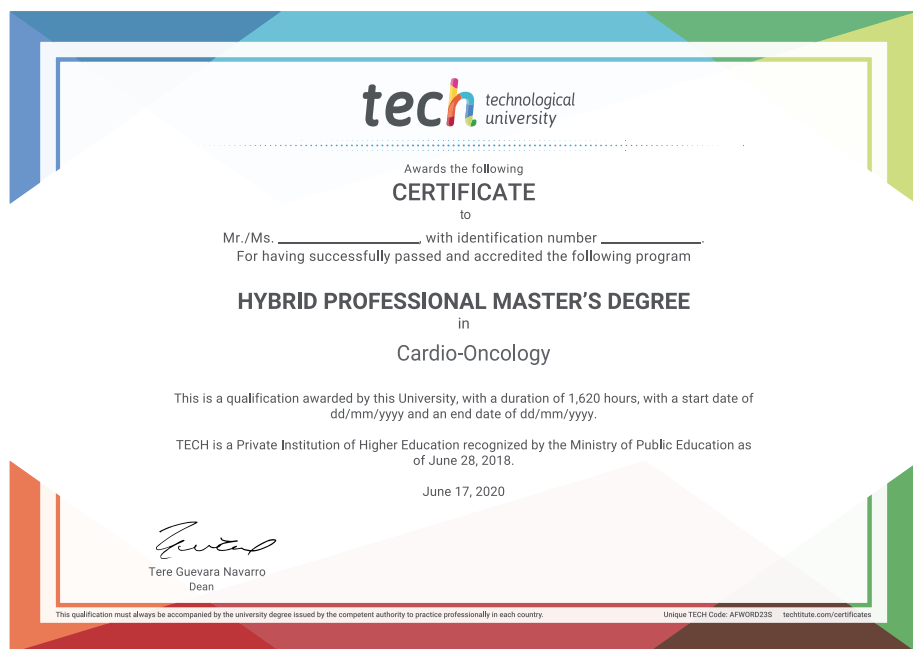 tech technological
university
Awards the following
CERTIFICATE
to
Mr./Ms. ____________________, with identification number ______________.
For having successfully passed and accredited the following program
HYBRID PROFESSIONAL MASTER'S DEGREE
in
Cardio-Oncology
This is a qualification awarded by this University, with a duration of 1,620 hours, with a start date of
dd/mm/yyyy and an end date of dd/mm/yyyy.
TECH is a Private Institution of Higher Education recognized by the Ministry of Public Education as
of June 28, 2018.
June 17, 2020
Tere Guevara Navarro
Dean
This qualification must always be accompanied by the university degree issued by the competent authority to practice professionally in each country. Unique TECH Code: AFWORD23S techtitute.com/certificates